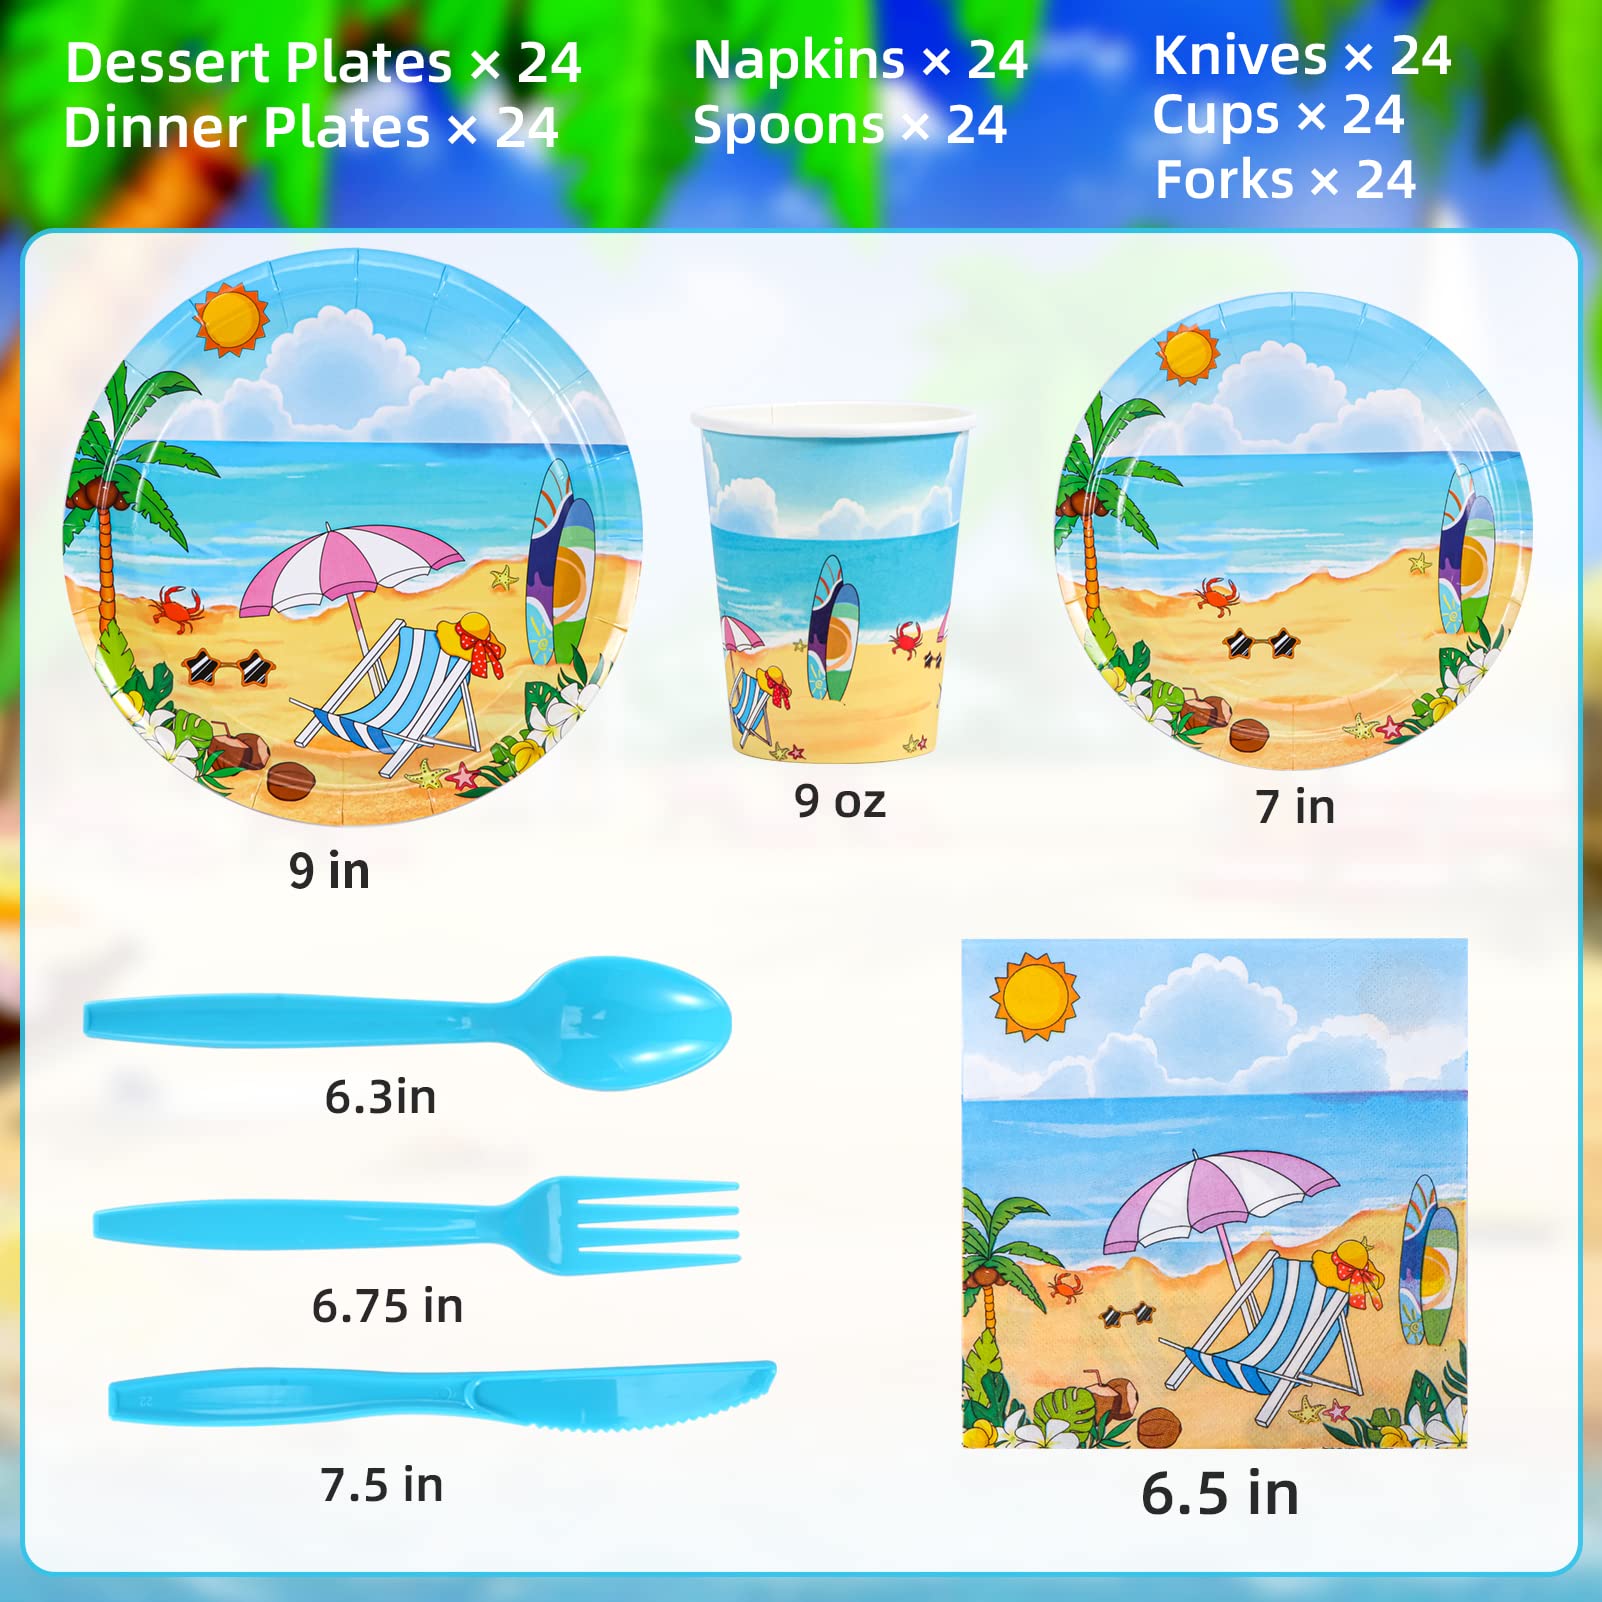 Dessert Plates × 24
Dinner Plates × 24
Napkins × 24
Spoons × 24
Knives × 24
Cups × 24
Forks × 24
9 in
9 oz
7 in
6.3in
6.75 in
7.5 in
22
6.5 in